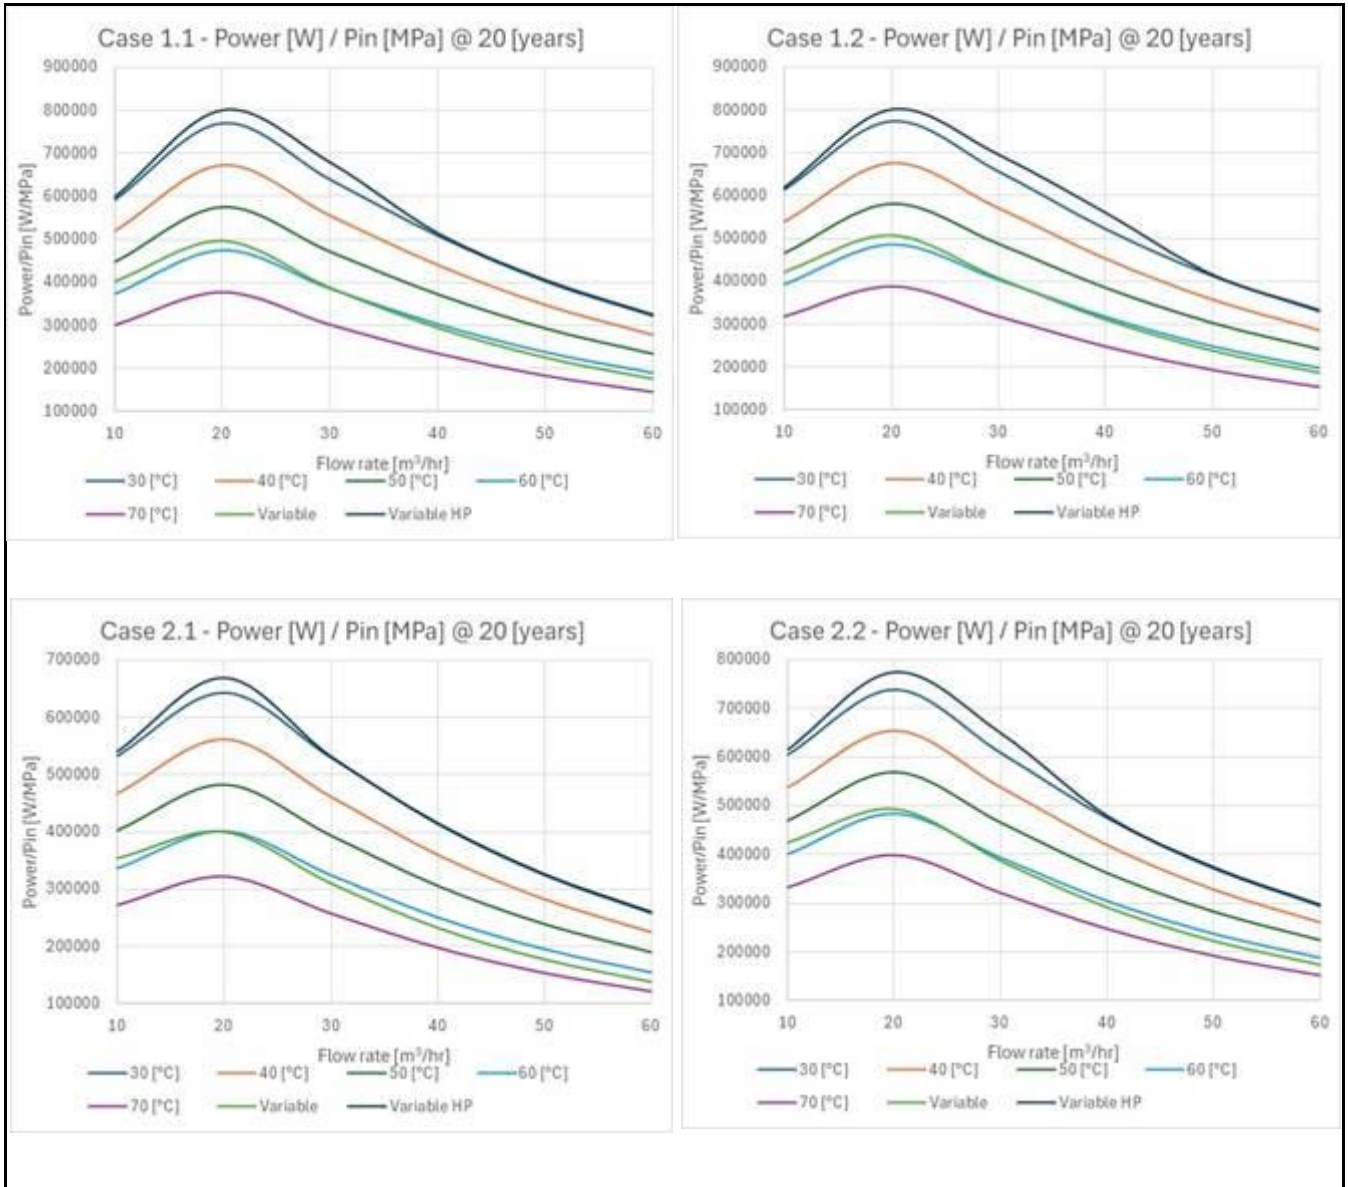 Case 1.1 - Power [W] / Pin [MPa] @ 20 [years]
900000
800000
700000
600000
500000
400000
300000
200000
100000
Power/Pin [W/MPa]
10 20 30 40 50 60
Flow rate [m³/hr]
30 [°C] 40 [°C] 50 [°C] 60 [°C]
70 [°C] Variable Variable HP
Case 1.2 - Power [W] / Pin [MPa] @ 20 [years]
900000
800000
700000
600000
500000
400000
300000
200000
100000
Power/Pin [W/MPa]
10 20 30 40 50 60
Flow rate [m³/hr]
30 [°C] 40 [°C] 50 [°C] 60 [°C]
70 [°C] Variable Variable HP
Case 2.1 - Power [W] / Pin [MPa] @ 20 [years]
700000
600000
500000
400000
300000
200000
100000
Power/Pin [W/MPa]
10 20 30 40 50 60
Flow rate [m³/hr]
30 [°C] 40 [°C] 50 [°C] 60 [°C]
70 [°C] Variable Variable HP
Case 2.2 - Power [W] / Pin [MPa] @ 20 [years]
800000
700000
600000
500000
400000
300000
200000
100000
Power/Pin [W/MPa]
10 20 30 40 50 60
Flow rate [m³/hr]
30 [°C] 40 [°C] 50 [°C] 60 [°C]
70 [°C] Variable Variable HP